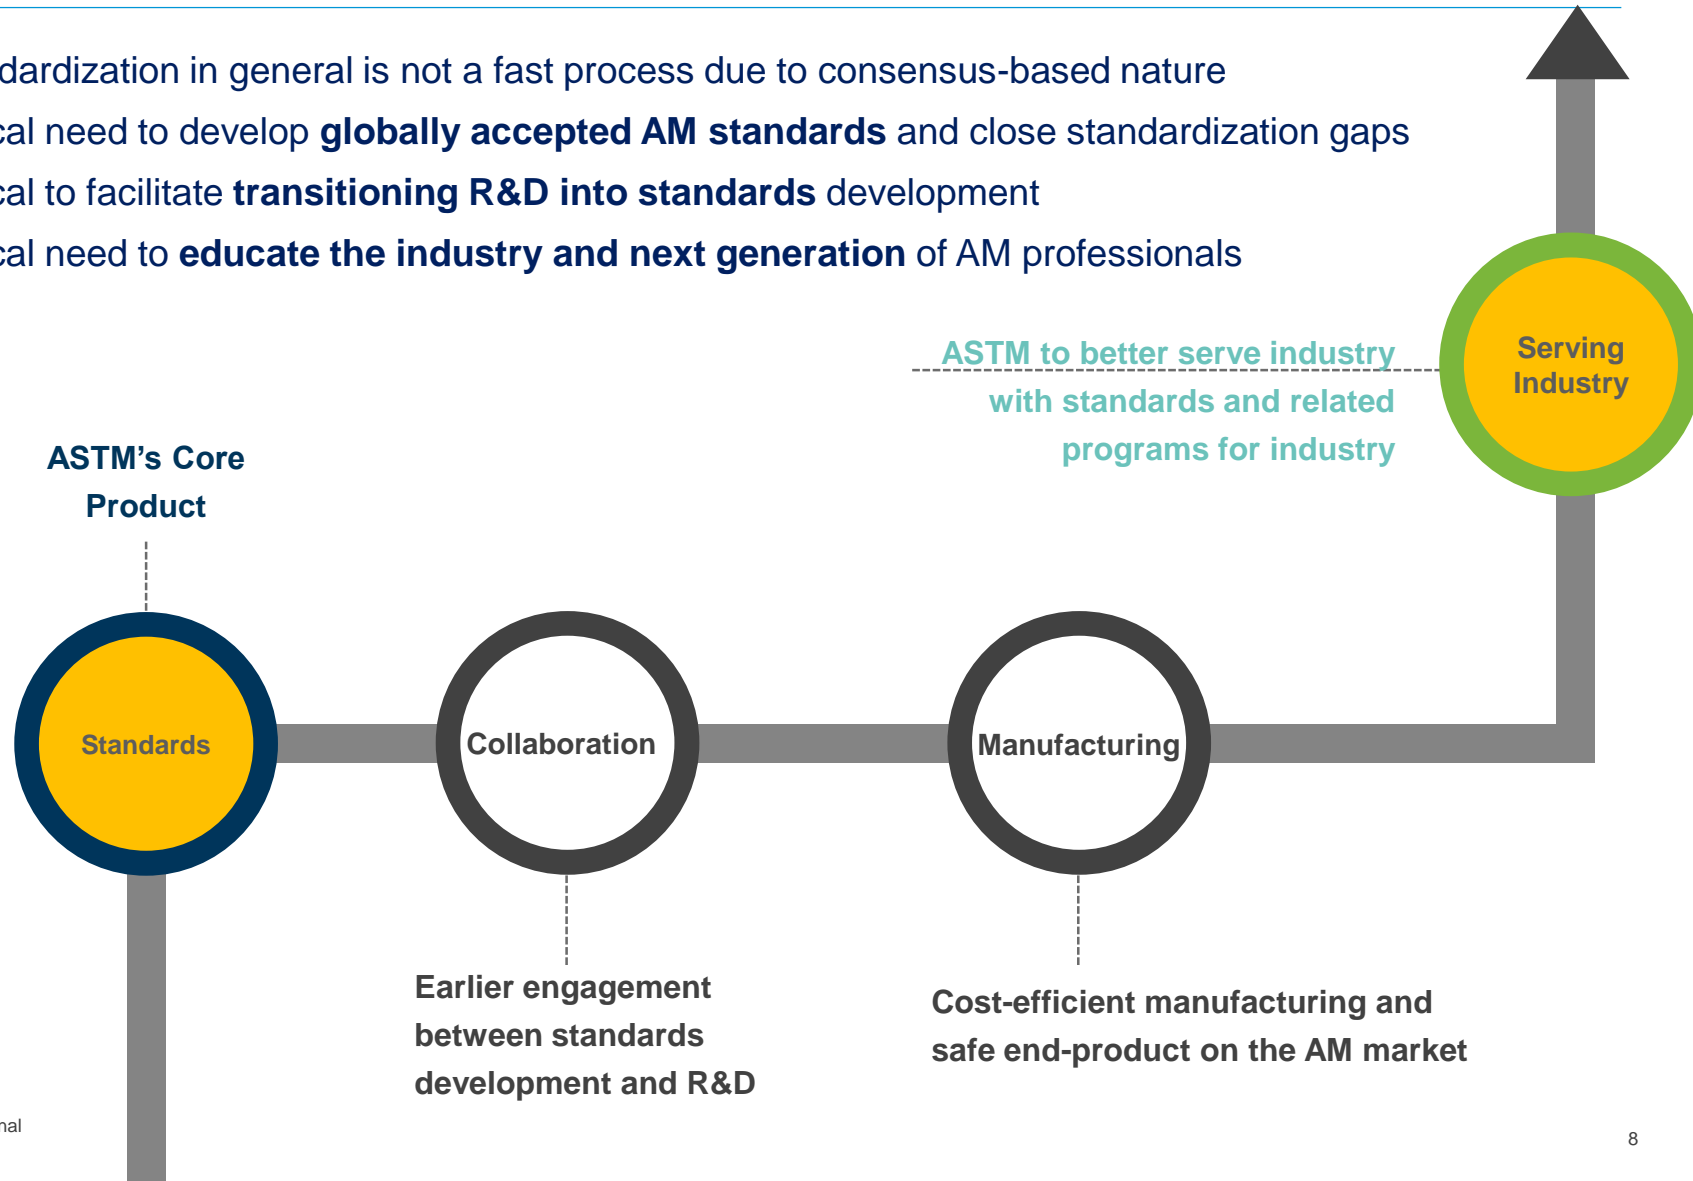 dardization in general is not a fast process due to consensus-based nature
cal need to develop globally accepted AM standards and close standardization gaps
cal to facilitate transitioning R&D into standards development
cal need to educate the industry and next generation of AM professionals
ASTM to better serve industry
with standards and related
programs for industry
Serving
Industry
ASTM’s Core
Product
Standards
Collaboration
Manufacturing
Earlier engagement
between standards
development and R&D
Cost-efficient manufacturing and
safe end-product on the AM market
nal
8